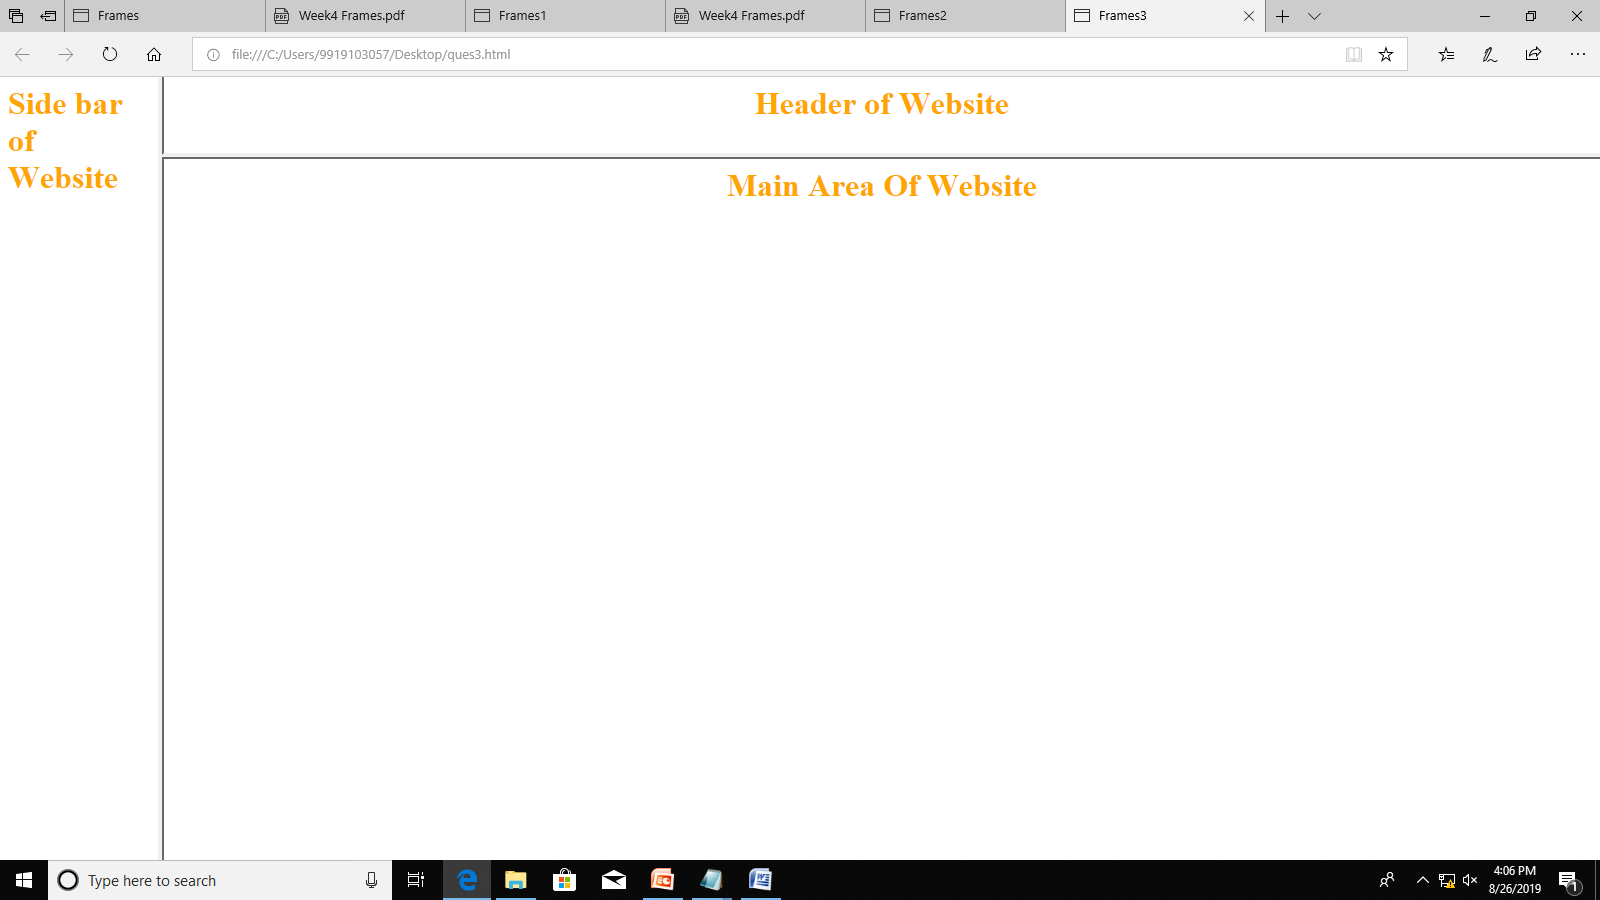 Frames
Week4 Frames.pdf
Frames1
Week4 Frames.pdf
Frames2
Frames3
file:///C:/Users/9919103057/Desktop/ques3.html
Side bar
of
Website
Header of Website
Main Area Of Website
Type here to search
4:06 PM
8/26/2019
1